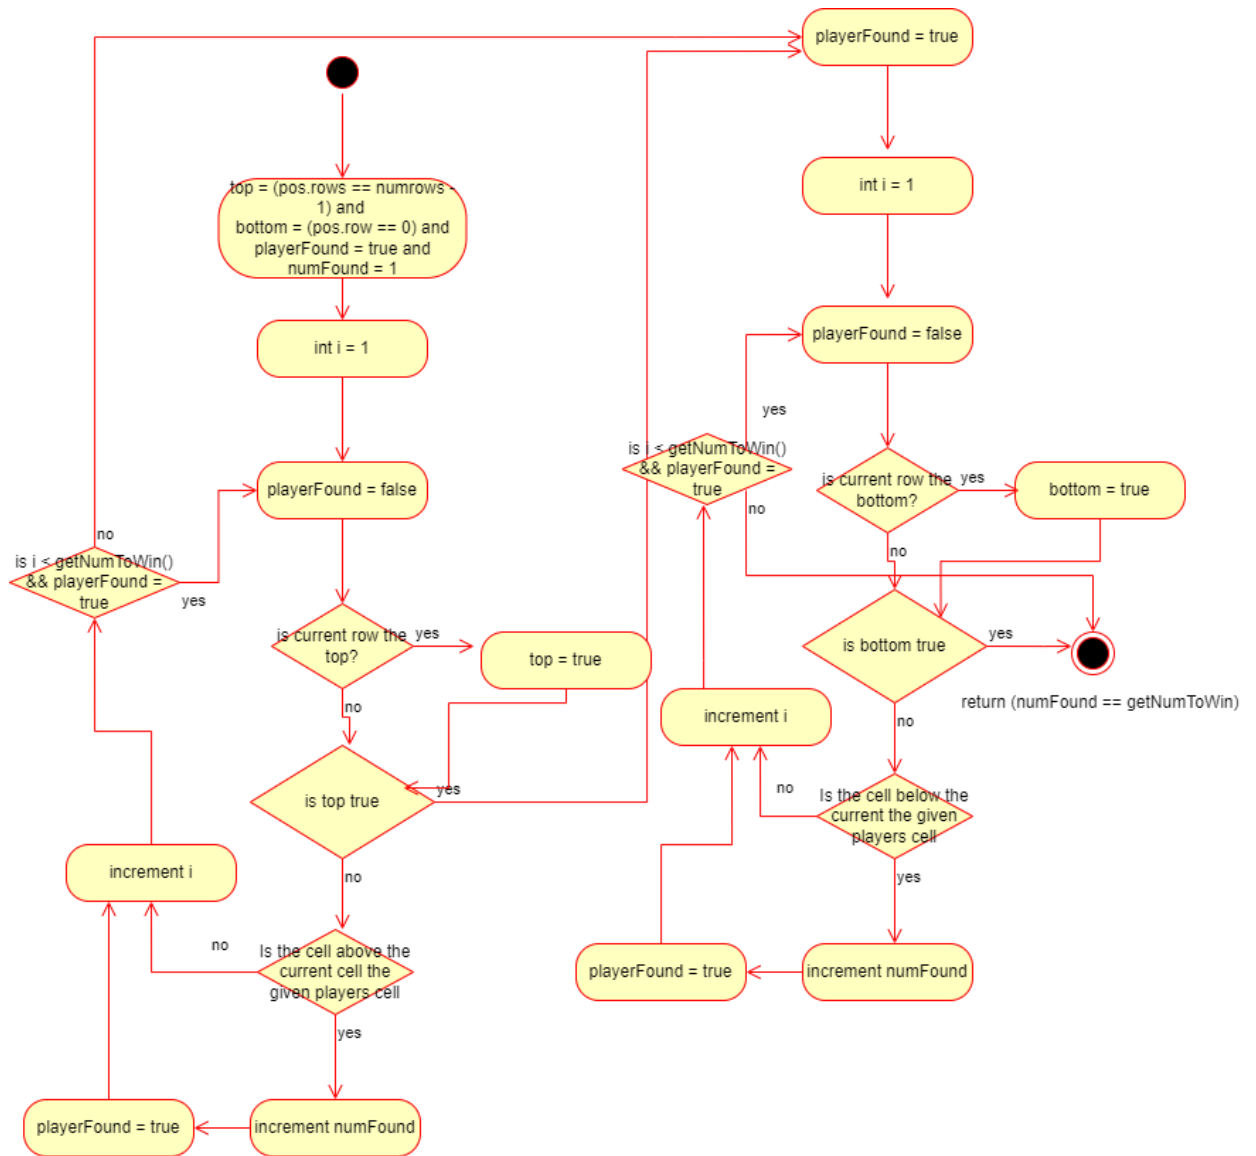 playerFound = true
top = (pos.rows == numrows -
1) and
bottom = (pos.row == 0) and
playerFound = true and
numFound = 1
int i = 1
int i = 1
playerFound = false
playerFound = false
yes
is i < getNumToWin()
&& playerFound =
true
no
is current row the
bottom?
yes
bottom = true
no
no
is i < getNumToWin()
&& playerFound =
true
yes
is current row the
top?
yes
top = true
no
is bottom true
yes
return (numFound == getNumToWin)
no
increment i
is top true
yes
no
no
Is the cell below the
current the given
players cell
yes
increment i
no
Is the cell above the
current cell the
given players cell
yes
playerFound = true
increment numFound
playerFound = true
increment numFound